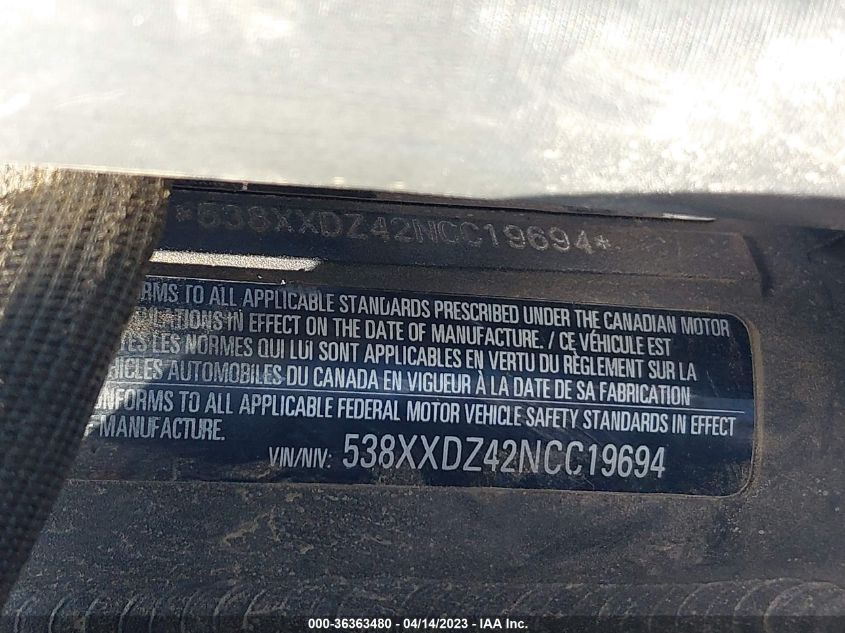 *538XXDZ42NCC19694*
RMS TO ALL APPLICABLE STANDARDS PRESCRIBED UNDER THE CANADIAN MOTOR
IN EFFECT ON THE DATE OF MANUFACTURE. / CE VÉHICULE EST
LES NORMES QUI LUI SONT APPLICABLES EN VERTU DU RÈGLEMENT SUR LA
HICLES AUTOMOBILES DU CANADA EN VIGUEUR À LA DATE DE SA FABRICATION
NFORMS TO ALL APPLICABLE FEDERAL MOTOR VEHICLE SAFETY STANDARDS IN EFFECT
F MANUFACTURE.
VIN/NIV: 538XXDZ42NCC19694
000-36363480 - 04/14/2023 - IAA Inc.